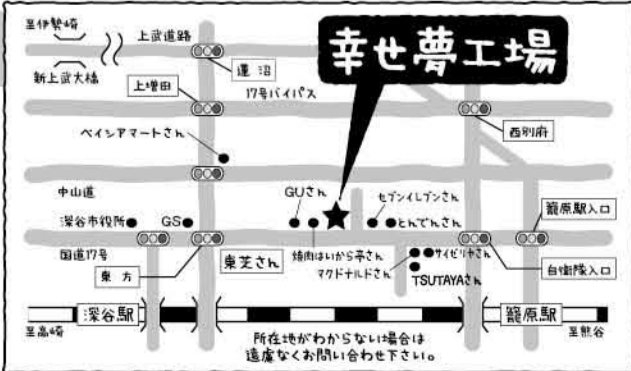 至伊勢崎
上武道路
新上武大橋
蓮沼
幸せ夢工場
上増田
17号バイパス
西別府
ベイシアマートさん
中山道
GUさん
セブンイレブンさん
籠原駅入口
深谷市役所
GS
とんでんさん
国道17号
東方
東芝さん
焼肉はいから亭さん
マクドナルドさん
サイゼリヤさん
自衛隊入口
TSUTAYAさん
深谷駅
籠原駅
至高崎
至熊谷
所在地がわからない場合は
遠慮なくお問い合わせ下さい。